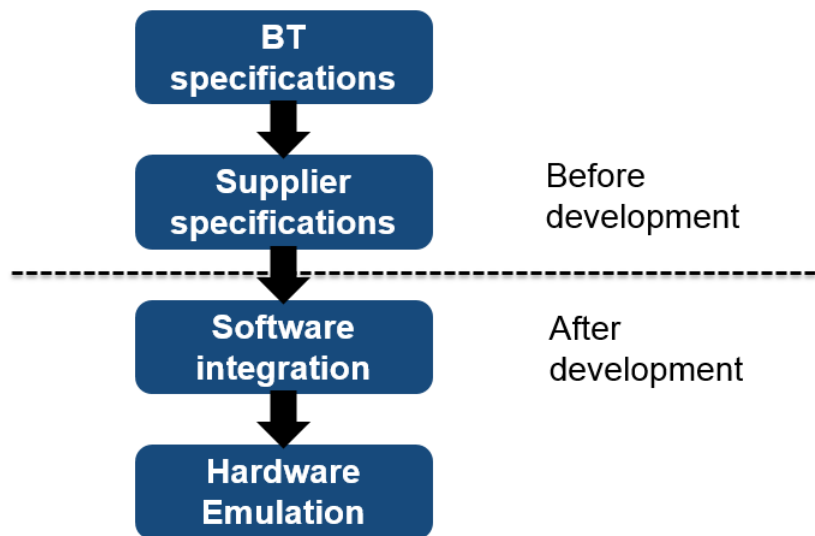 BT
specifications
Supplier
specifications
Before
development
Software
integration
After
development
Hardware
Emulation